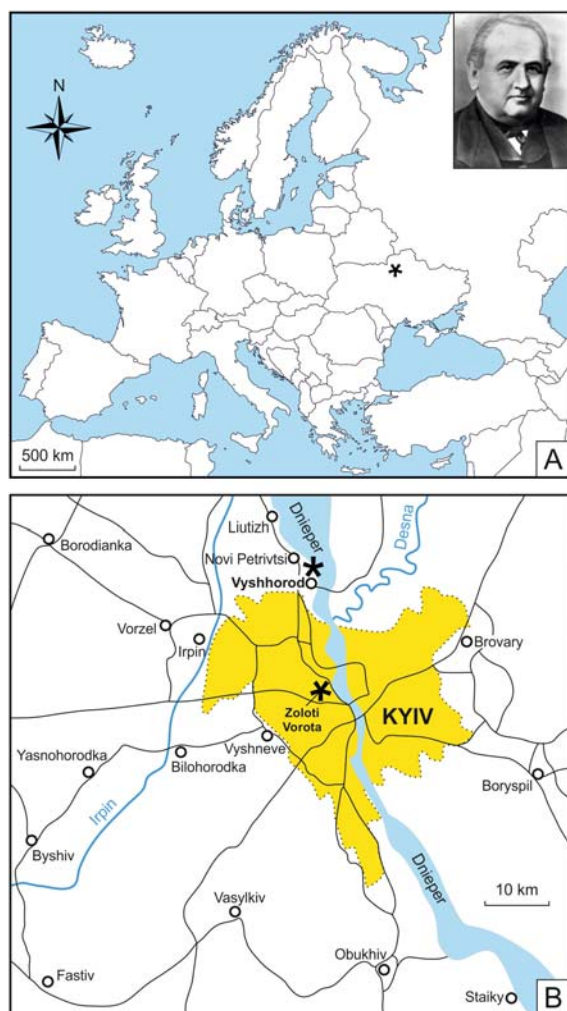 N
500 km
A
Liutizh
Dnieper
Desna
Borodianka
Novi Petrivtsi
Vyshhorod
Vorzel
Irpin
Brovary
Zoloti
Vorota
KYIV
Vyshneve
Yasnohorodka
Bilohorodka
Boryspil
Irpin
Byshiv
Dnieper
10 km
Vasylkiv
Obukhiv
Fastiv
Staiky
B